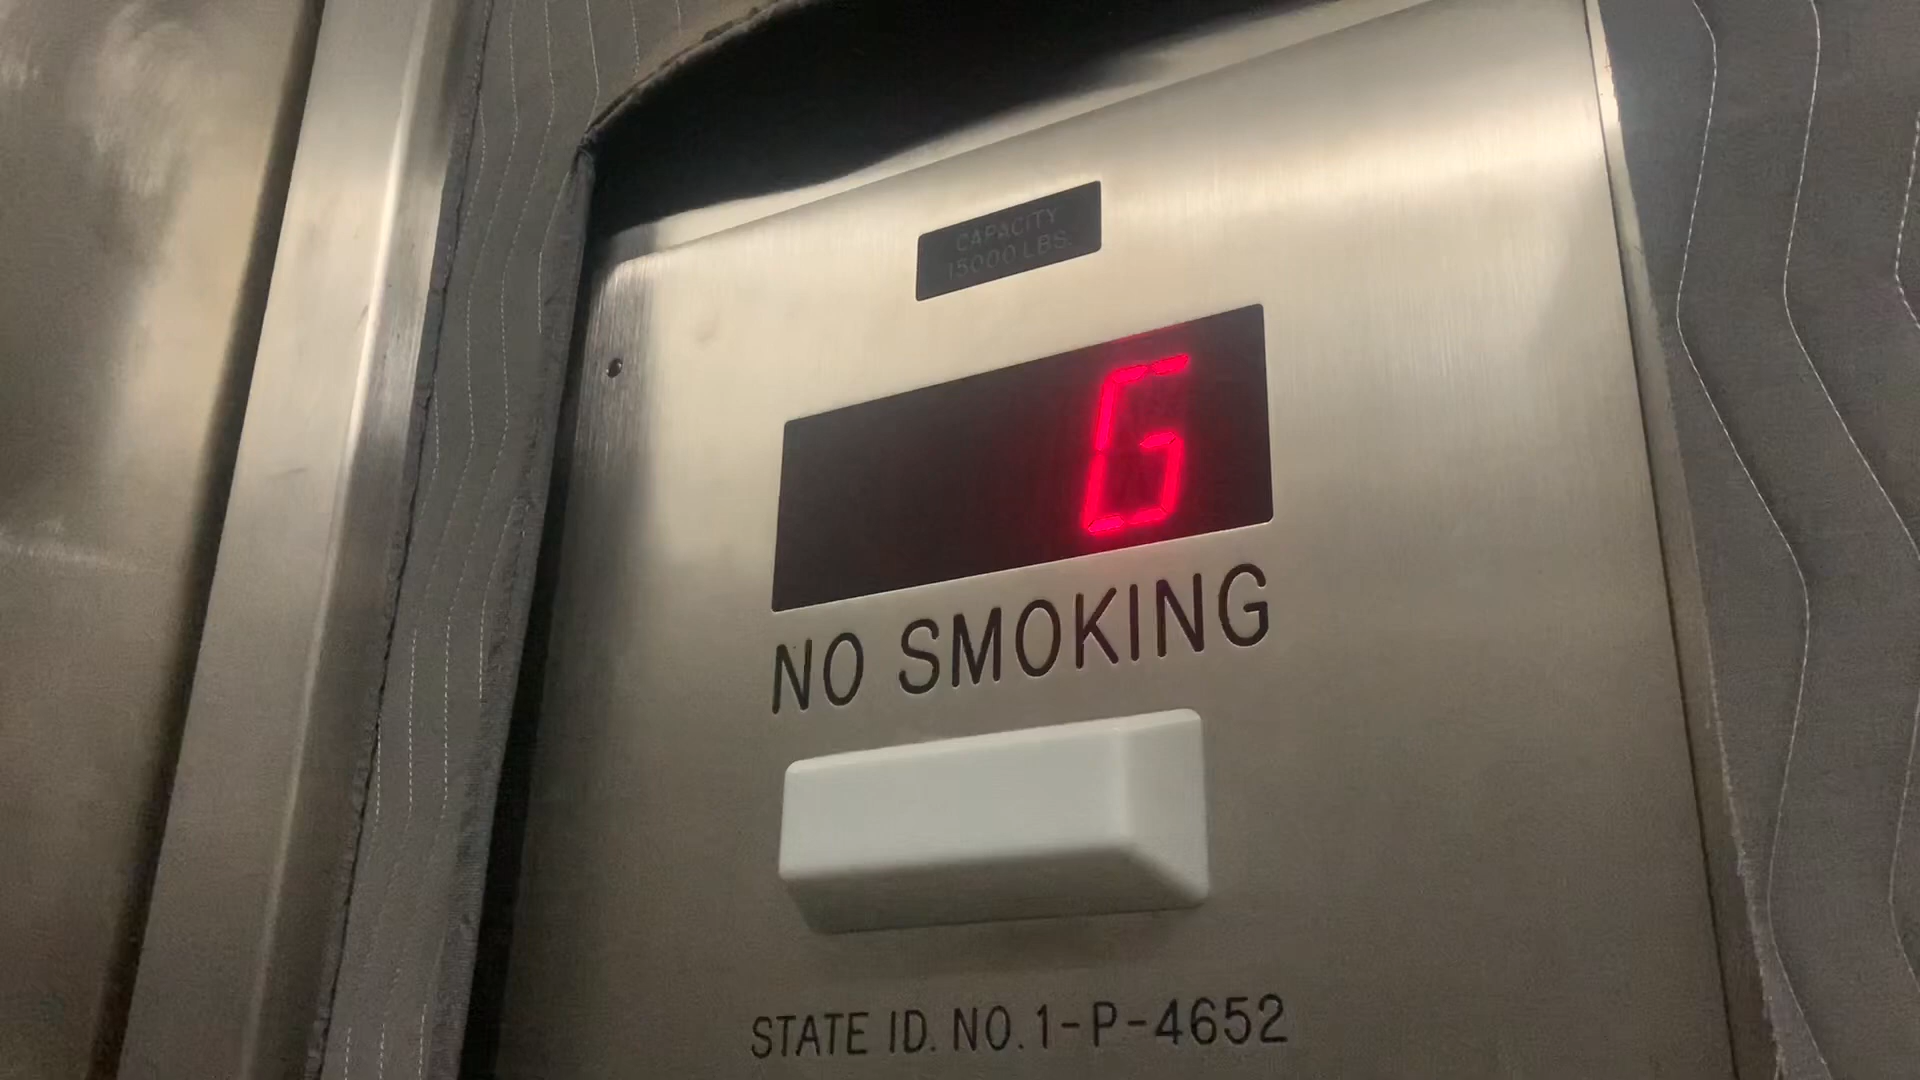 CAPACITY
15000 LBS.
G
NO SMOKING
STATE ID. NO. 1-P-4652